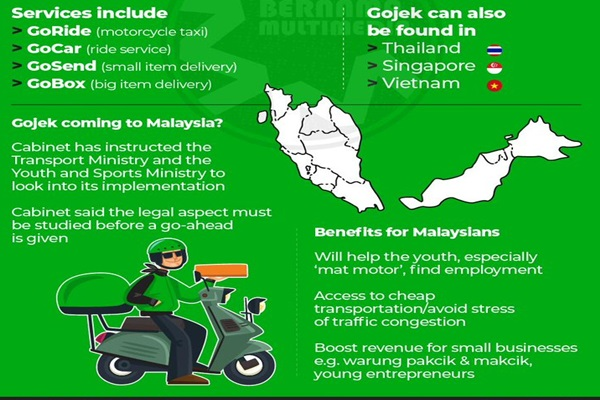 BERNAMA
MULTIMEDIA
Services include
> GoRide (motorcycle taxi)
> GoCar (ride service)
> GoSend (small item delivery)
> GoBox (big item delivery)
Gojek can also
be found in
> Thailand
> Singapore
> Vietnam
Gojek coming to Malaysia?
Cabinet has instructed the
Transport Ministry and the
Youth and Sports Ministry to
look into its implementation
Cabinet said the legal aspect must
be studied before a go-ahead
is given
Benefits for Malaysians
Will help the youth, especially
‘mat motor’, find employment
Access to cheap
transportation/avoid stress
of traffic congestion
Boost revenue for small businesses
e.g. warung pakcik & makcik,
young entrepreneurs